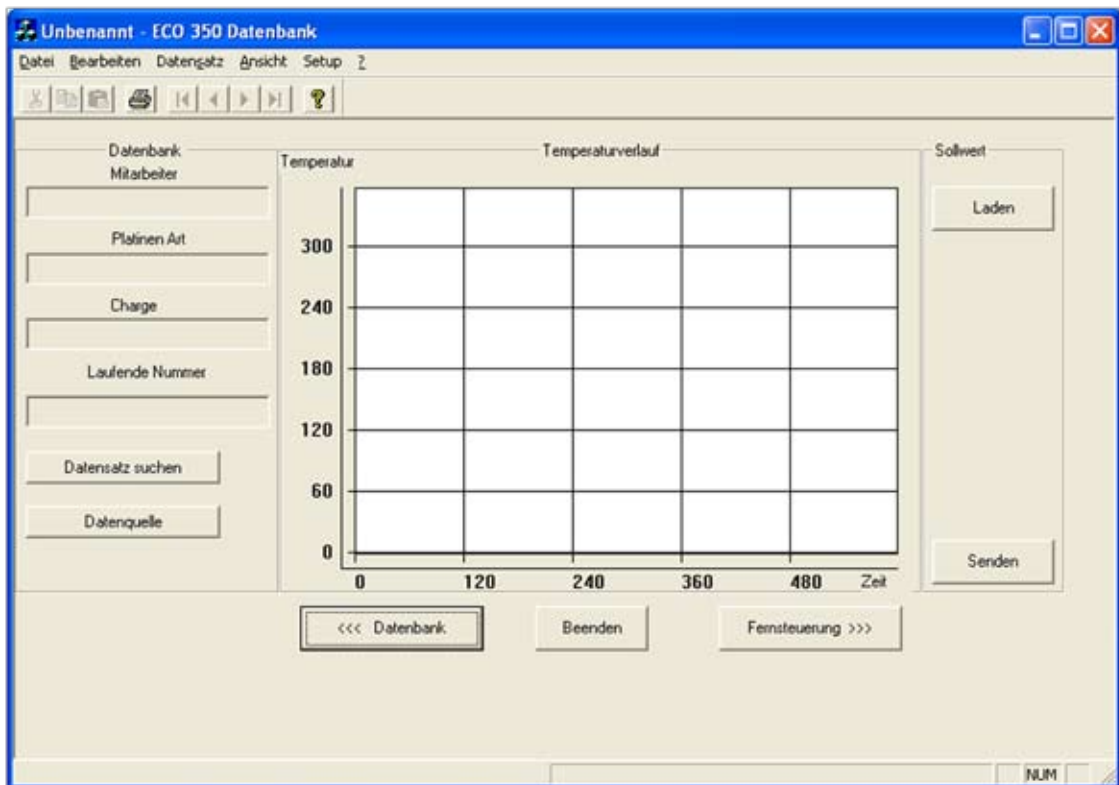 Unbenannt - ECO 350 Datenbank
Datei Bearbeiten Datensatz Ansicht Setup ?
Datenbank
Mitarbeiter
Platinen Art
Charge
Laufende Nummer
Datensatz suchen
Datenquelle
Temperaturverlauf
Temperatur
300
240
180
120
60
0
0 120 240 360 480 Zeit
Sollwert
Laden
Senden
<<< Datenbank
Beenden
Fernsteuerung >>>
NUM